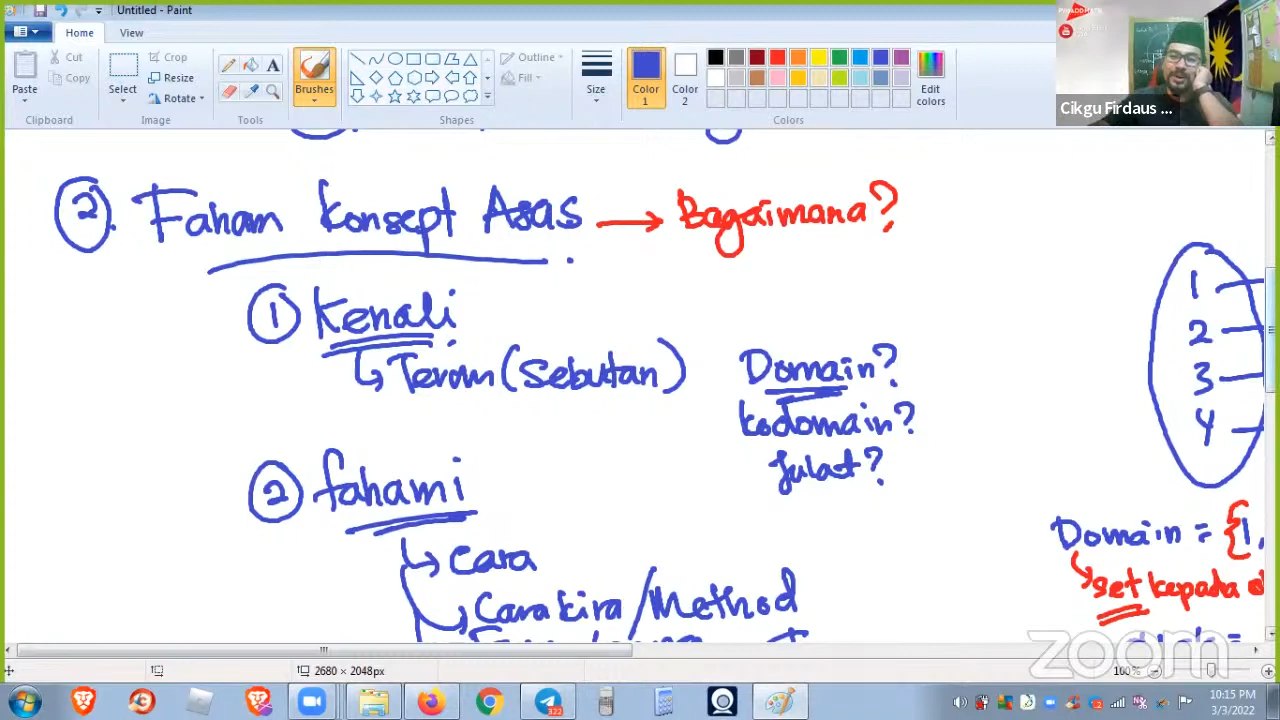 Untitled - Paint
Home View
Paste
Cut
Copy
Clipboard
Select
Crop
Resize
Rotate
Image
Tools
Brushes
Shapes
Outline
Fill
Size
Color 1
Color 2
Edit colors
Colors
Cikgu Firdaus ...
2. Faham Konsept Asas → Bagaimana?
1 Kenali
Term (Sebutan)
Domain?
kodomain?
Julat?
2 fahami
Cara
Cara kira / Method
1
2
3
4
Domain = {1,
set kepada
zoom
2680 × 2048px
100%
322
10:15 PM
3/3/2022